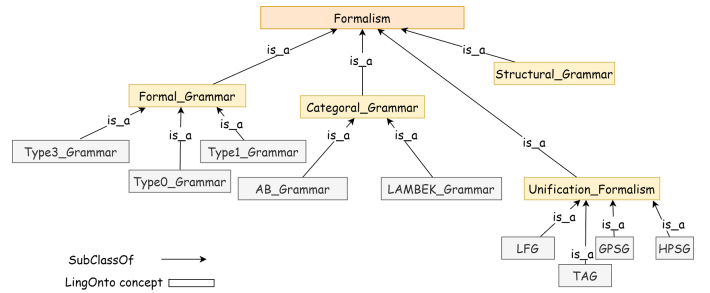 Formalism
is_a
is_a
is_a
Structural_Grammar
Formal_Grammar
Categoral_Grammar
is_a
is_a
is_a
is_a
is_a
is_a
Type3_Grammar
Type1_Grammar
Type0_Grammar
AB_Grammar
LAMBEK_Grammar
Unification_Formalism
is_a
is_a
is_a
is_a
LFG
GPSG
HPSG
TAG
SubClassOf
LingOnto concept